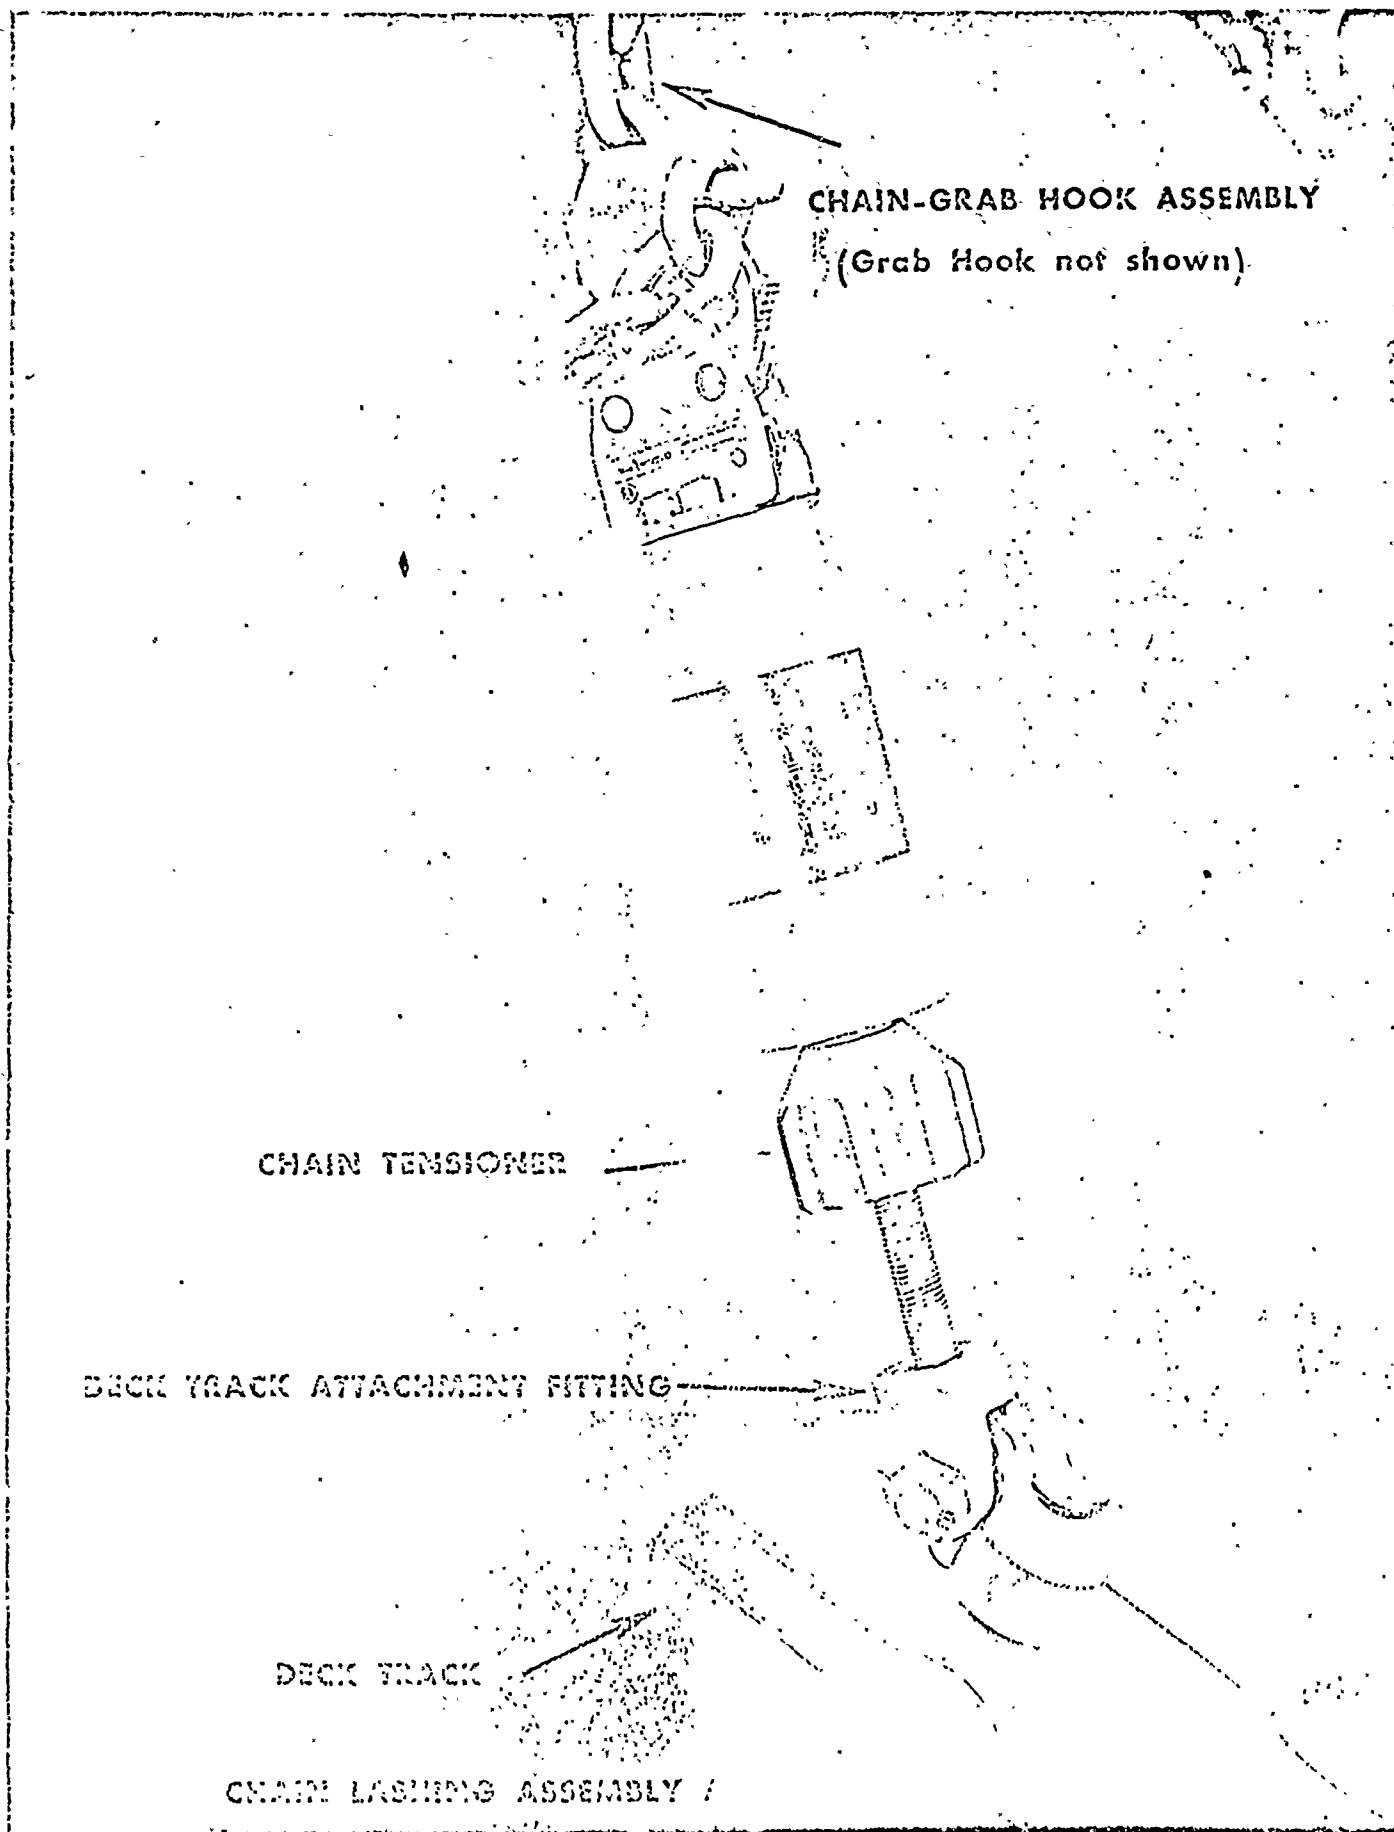 CHAIN-GRAB HOOK ASSEMBLY
(Grab Hook not shown)
CHAIN TENSIONER
DECK TRACK ATTACHMENT FITTING
DECK TRACK
CHAIN LASHING ASSEMBLY